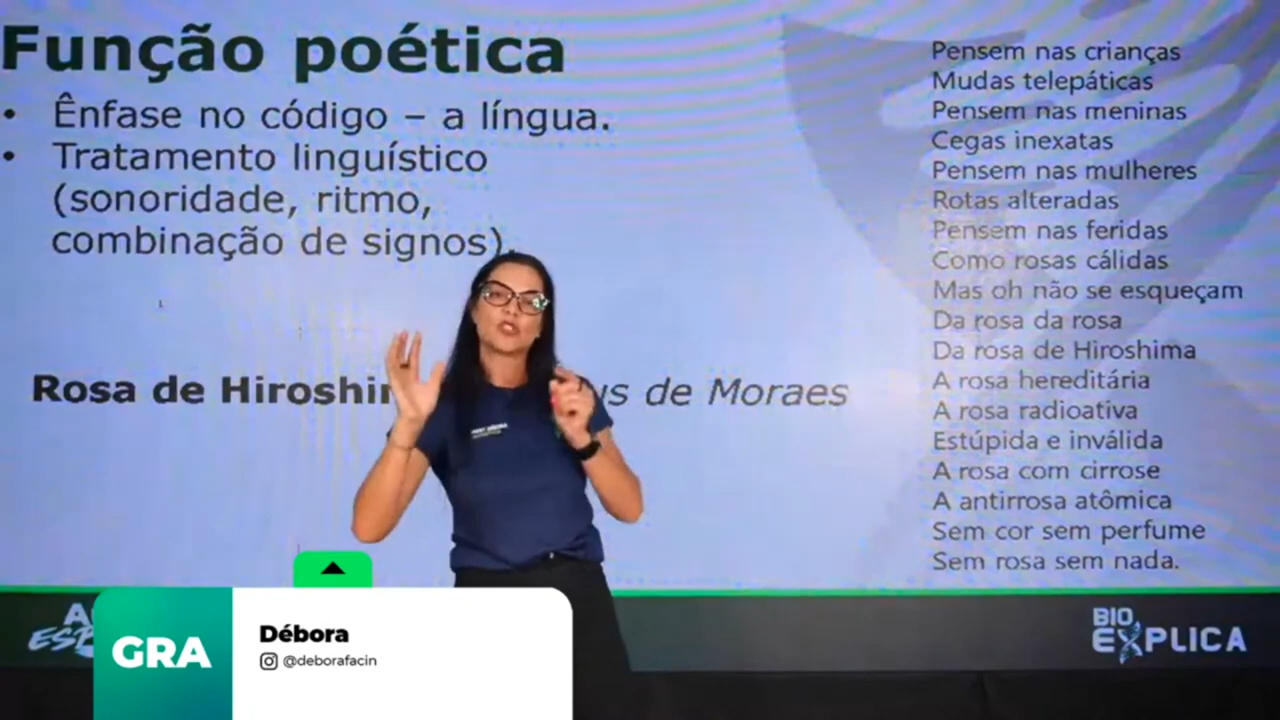 Função poética
• Ênfase no código – a língua.
• Tratamento linguístico
(sonoridade, ritmo,
combinação de signos).
Rosa de
de Moraes
Pensem nas crianças
Mudas telepáticas
Pensem nas meninas
Cegas inexatas
Pensem nas mulheres
Rotas alteradas
Pensem nas feridas
Como rosas cálidas
Mas oh não se esqueçam
Da rosa da rosa
Da rosa de Hiroshima
A rosa hereditária
A rosa radioativa
Estúpida e inválida
A rosa com cirrose
A antirrosa atômica
Sem cor sem perfume
Sem rosa sem nada.
GRA
Débora
@deborafacin
BIO
EXPLICA